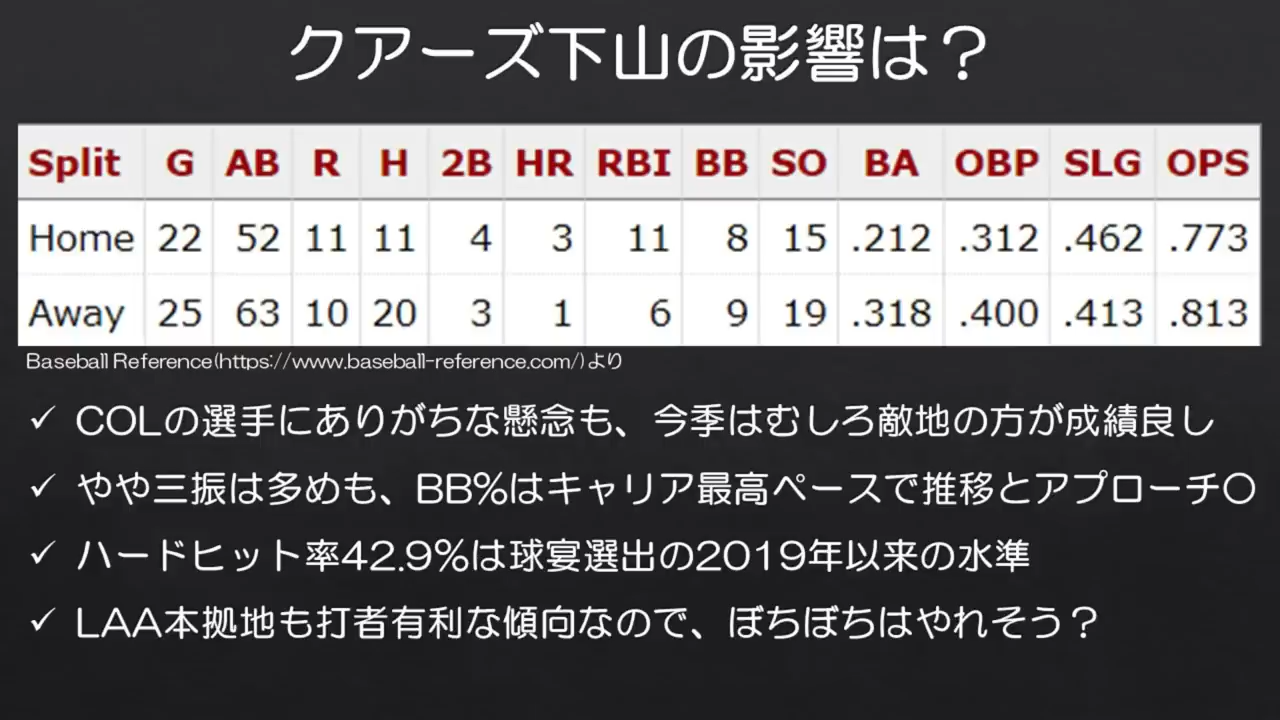 クアーズ下山の影響は?
Split G AB R H 2B HR RBI BB SO BA OBP SLG OPS
Home 22 52 11 11 4 3 11 8 15 .212 .312 .462 .773
Away 25 63 10 20 3 1 6 9 19 .318 .400 .413 .813
Baseball Reference(https://www.baseball-reference.com/)より
✓ COLの選手にありがちな懸念も、今季はむしろ敵地の方が成績良し
✓ やや三振は多めも、BB%はキャリア最高ペースで推移とアプローチ〇
✓ ハードヒット率42.9%は球宴選出の2019年以来の水準
✓ LAA本拠地も打者有利な傾向なので、ぼちぼちはやれそう?